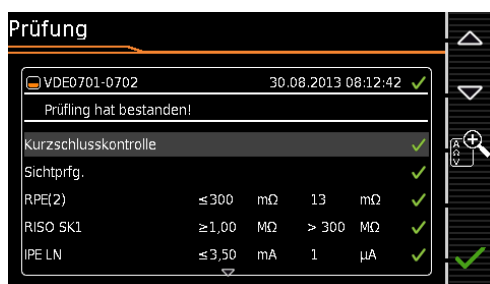 Prüfung
VDE0701-0702 30.08.2013 08:12:42
Prüfling hat bestanden!
Kurzschlusskontrolle
Sichtprfg.
RPE(2) ≤300 mΩ 13 mΩ
RISO SK1 ≥1,00 MΩ > 300 MΩ
IPE LN ≤3,50 mA 1 µA